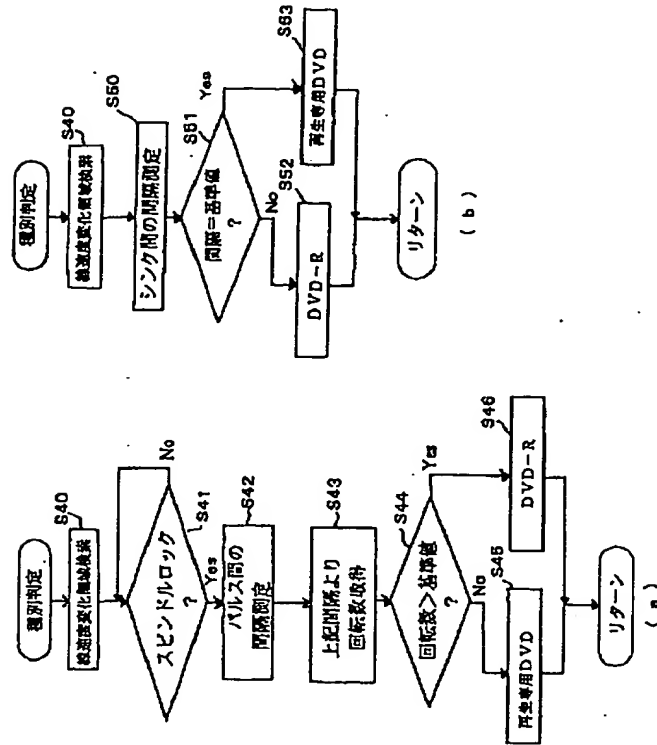 種別判定
S40
線速度変化領域検索
S41
スピンドルロック
?
No
Yes
S42
パルス間の
間隔測定
S43
上記間隔より
回転数取得
S44
回転数>基準値
?
No
Yes
S45
再生専用DVD
S46
DVD-R
リターン
(a)
種別判定
S40
線速度変化領域検索
S50
シンク間の間隔測定
S51
間隔=基準値
?
No
Yes
S52
DVD-R
S53
再生専用DVD
リターン
(b)